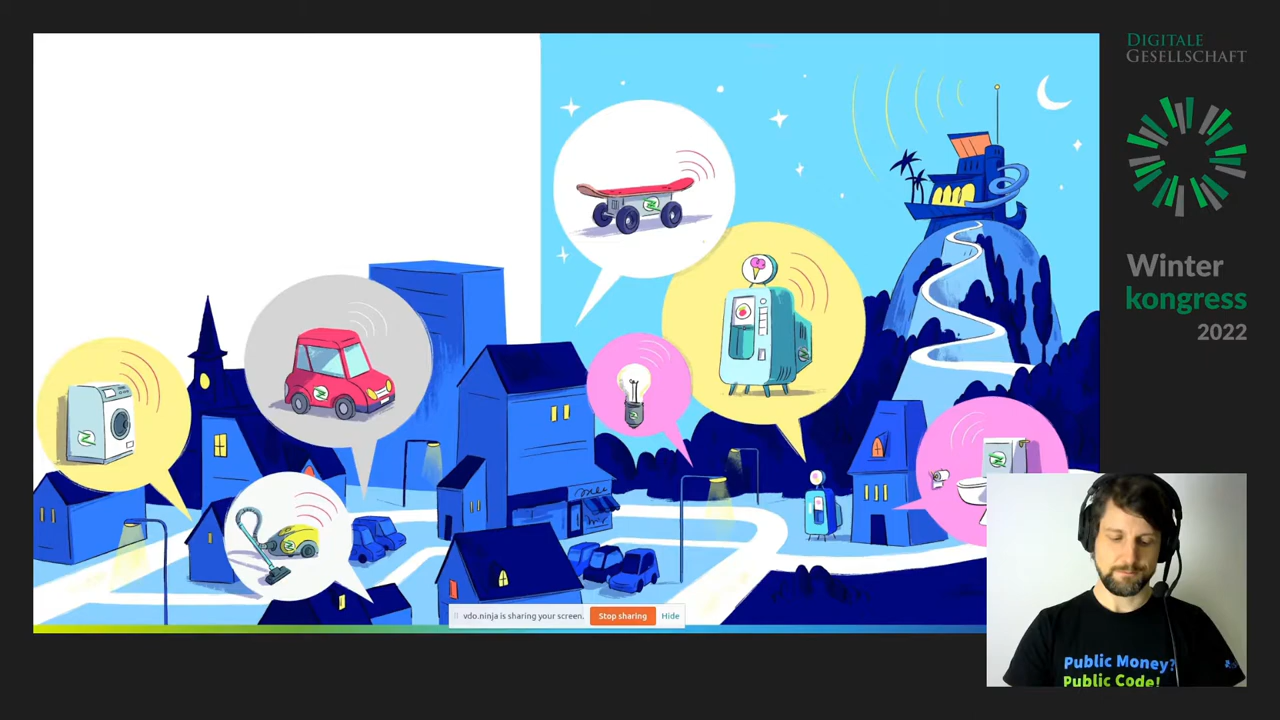 DIGITALE
GESELLSCHAFT
Winter
kongress
2022
vdo.ninja is sharing your screen.
Stop sharing
Hide
Public Money?
Public Code!